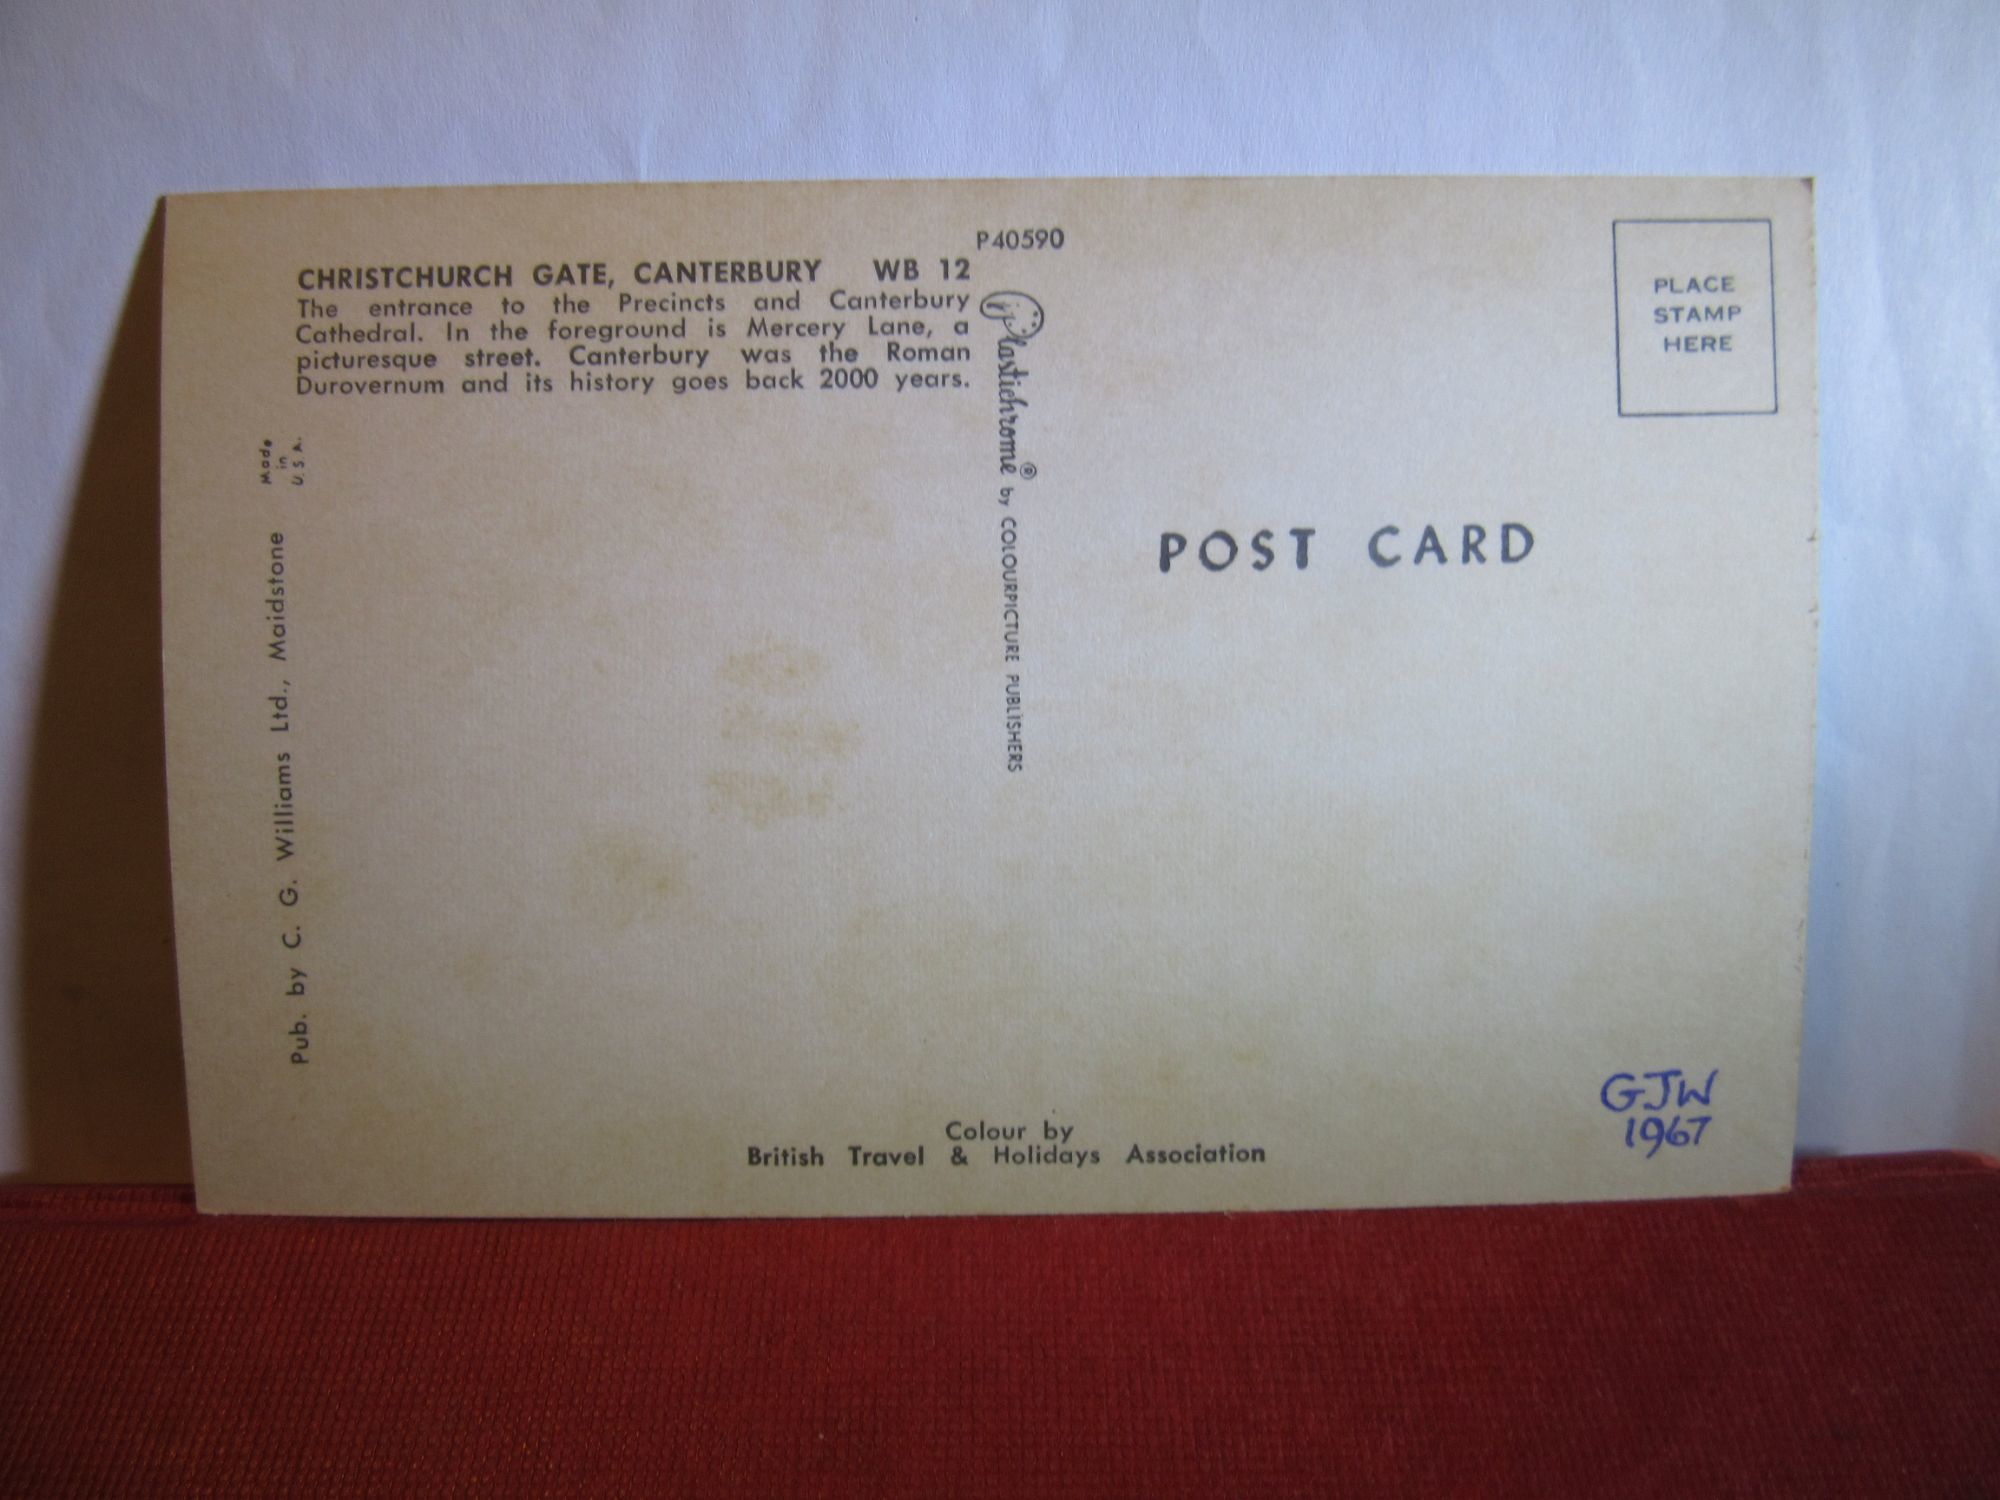 P40590
CHRISTCHURCH GATE, CANTERBURY WB 12
The entrance to the Precincts and Canterbury
Cathedral. In the foreground is Mercery Lane, a
picturesque street. Canterbury was the Roman
Durovernum and its history goes back 2000 years.
Made
in
U.S.A.
Pub. by C. G. Williams Ltd., Maidstone
Plastichrome® by COLOURPICTURE PUBLISHERS
PLACE
STAMP
HERE
POST CARD
Colour by
British Travel & Holidays Association
GJW
1967